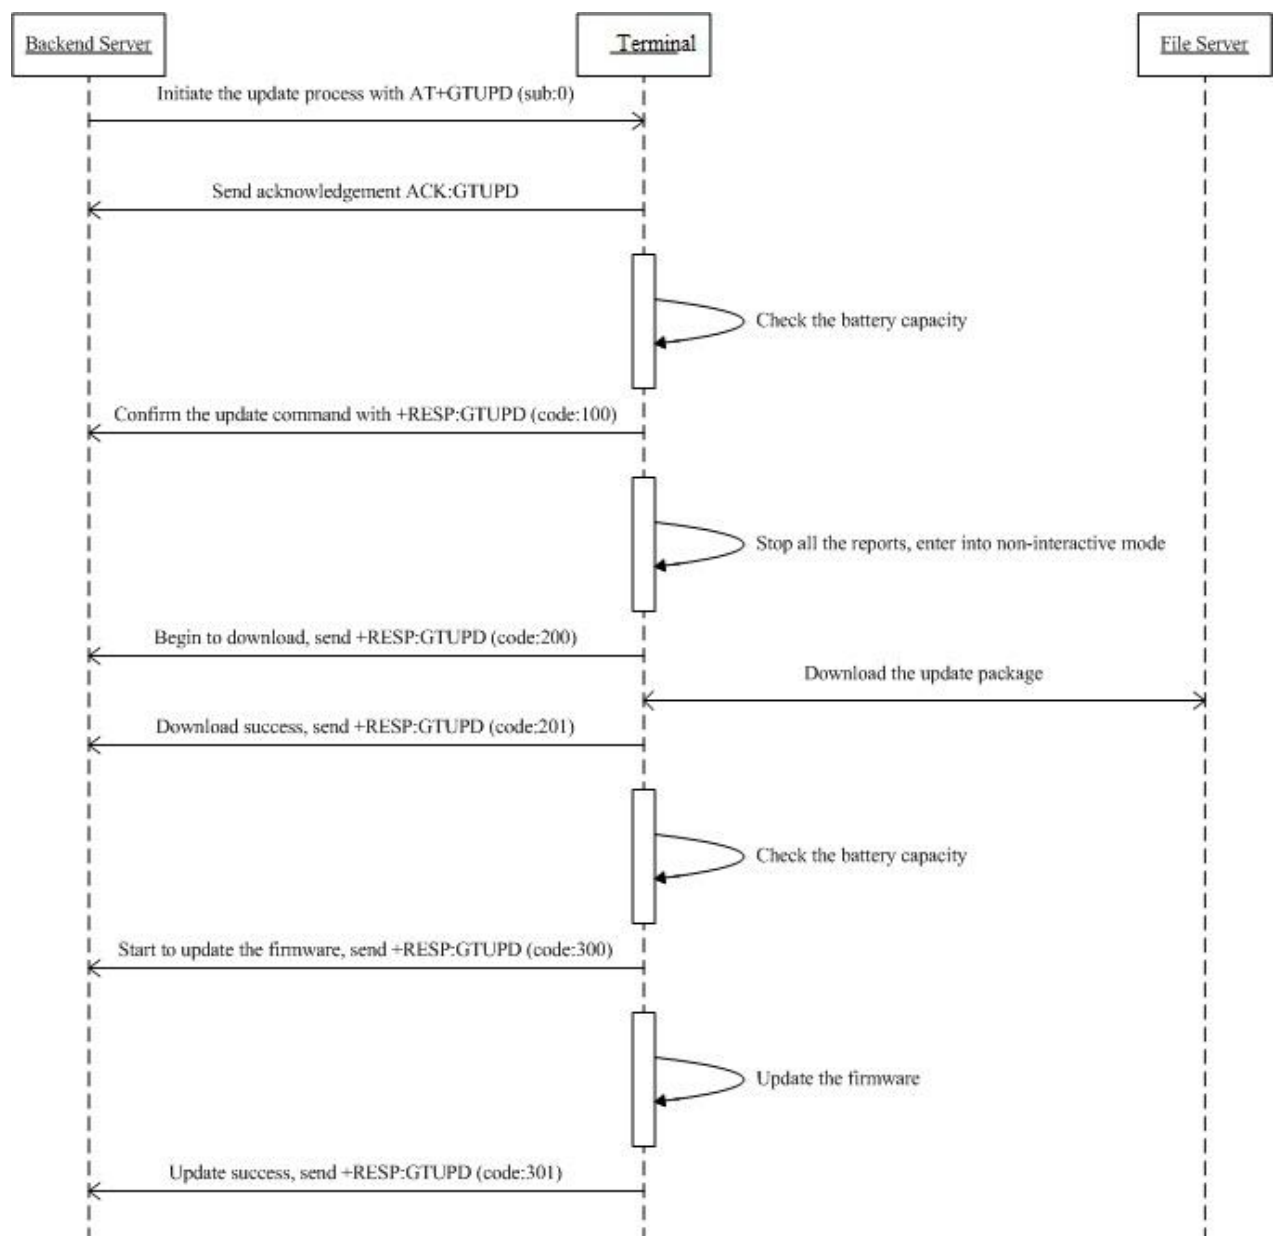 Backend Server
Terminal
File Server
Initiate the update process with AT+GTUPD (sub:0)
Send acknowledgement ACK:GTUPD
Check the battery capacity
Confirm the update command with +RESP:GTUPD (code:100)
Stop all the reports, enter into non-interactive mode
Begin to download, send +RESP:GTUPD (code:200)
Download the update package
Download success, send +RESP:GTUPD (code:201)
Check the battery capacity
Start to update the firmware, send +RESP:GTUPD (code:300)
Update the firmware
Update success, send +RESP:GTUPD (code:301)